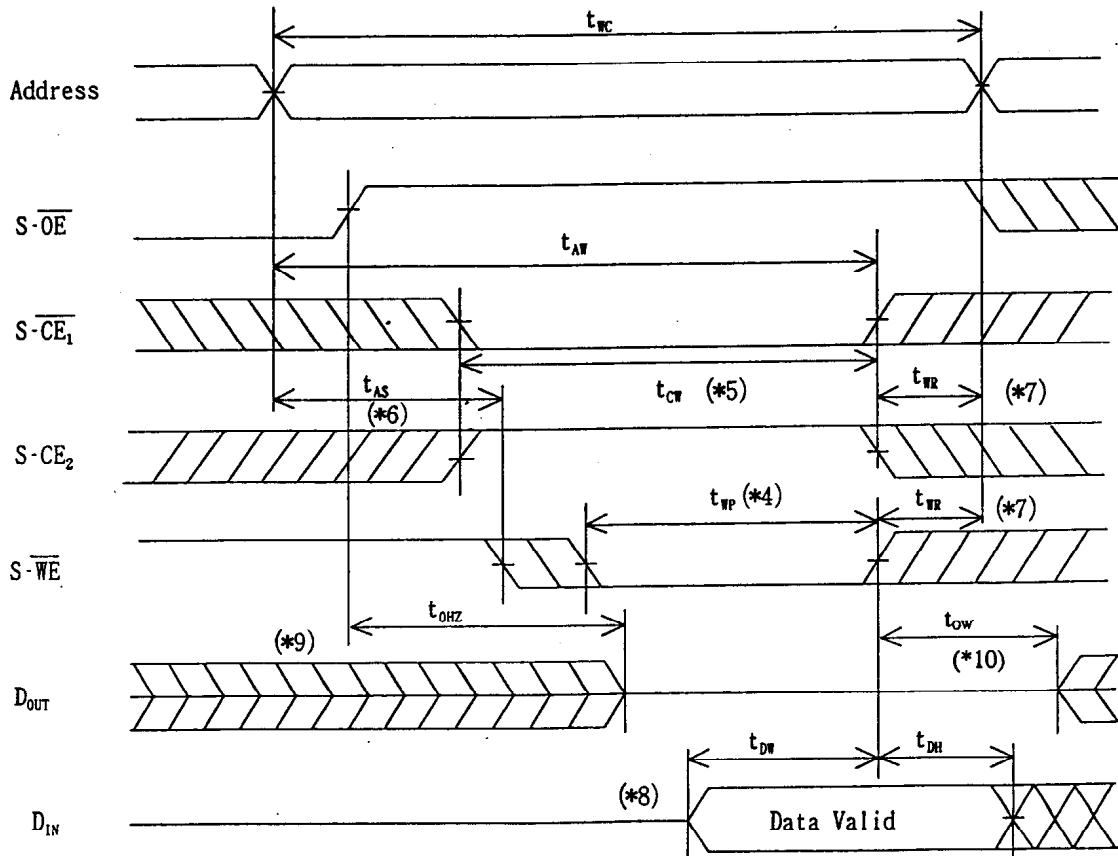 tWC
Address
S-OE
tAW
S-CE1
tAS
(*6)
tCW (*5)
tWR (*7)
S-CE2
tWP (*4)
tWR (*7)
S-WE
tOHZ
tOW
(*9)
(*10)
DOUT
tDW
tDH
(*8)
DIN
Data Valid